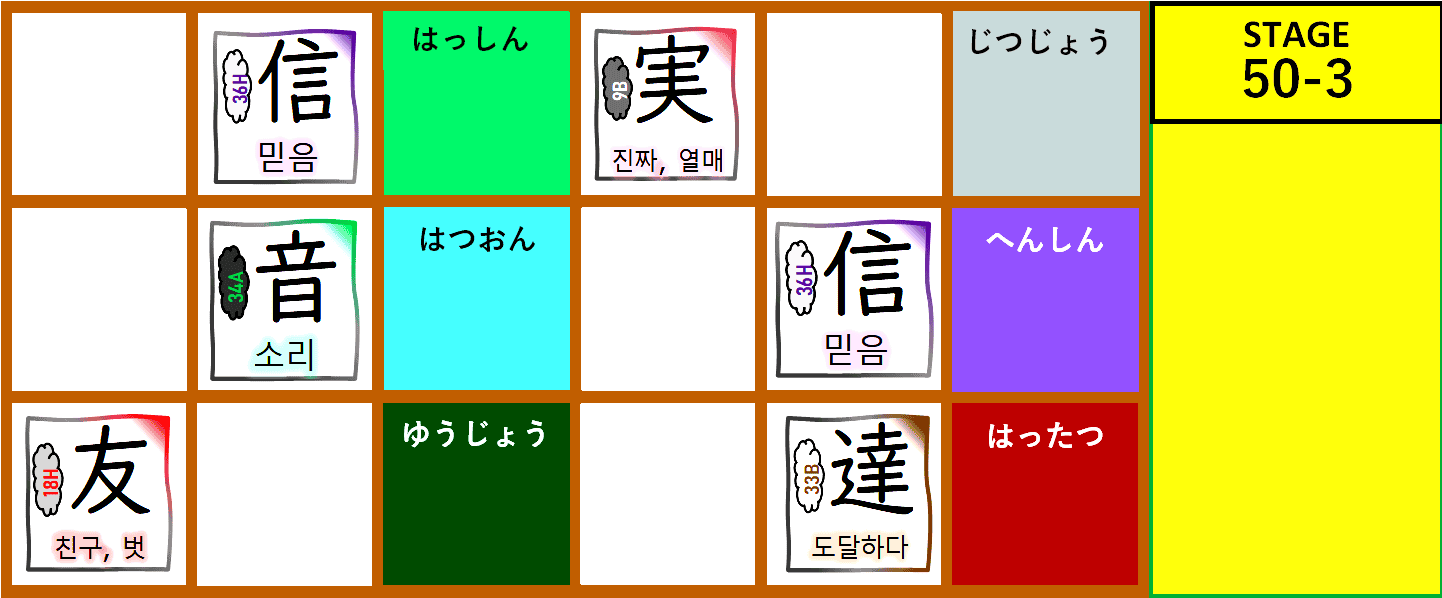 36H
信
믿음
はっしん
9B
実
진짜, 열매
じつじょう
STAGE
50-3
34A
音
소리
はつおん
36H
信
믿음
へんしん
18H
友
친구, 벗
ゆうじょう
33B
達
도달하다
はったつ